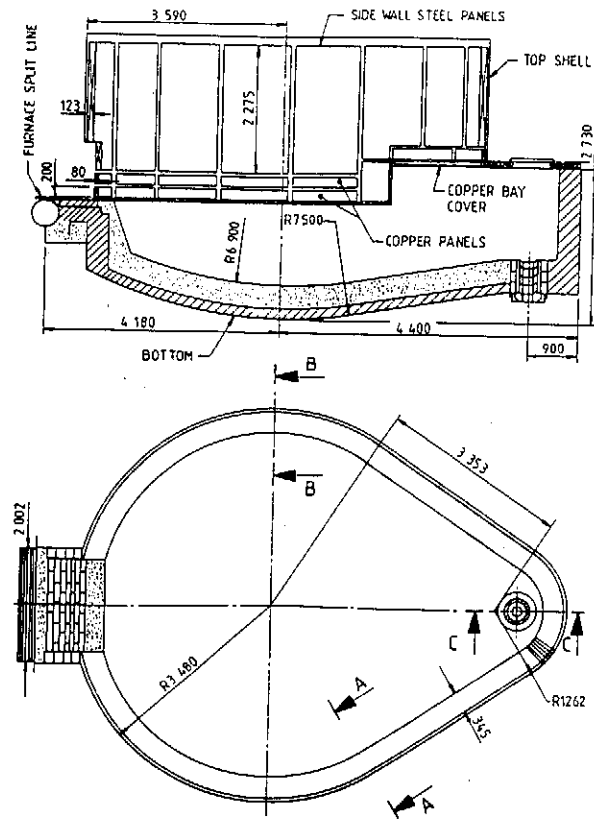 3 590
SIDE WALL STEEL PANELS
TOP SHELL
FURNACE SPLIT LINE
123
2 275
2 730
200
80
COPPER BAY
COVER
R7500
COPPER PANELS
R6 900
4 180
4 400
BOTTOM
900
B
B
3 353
2 002
C
C
R3 480
A
R1262
345
A